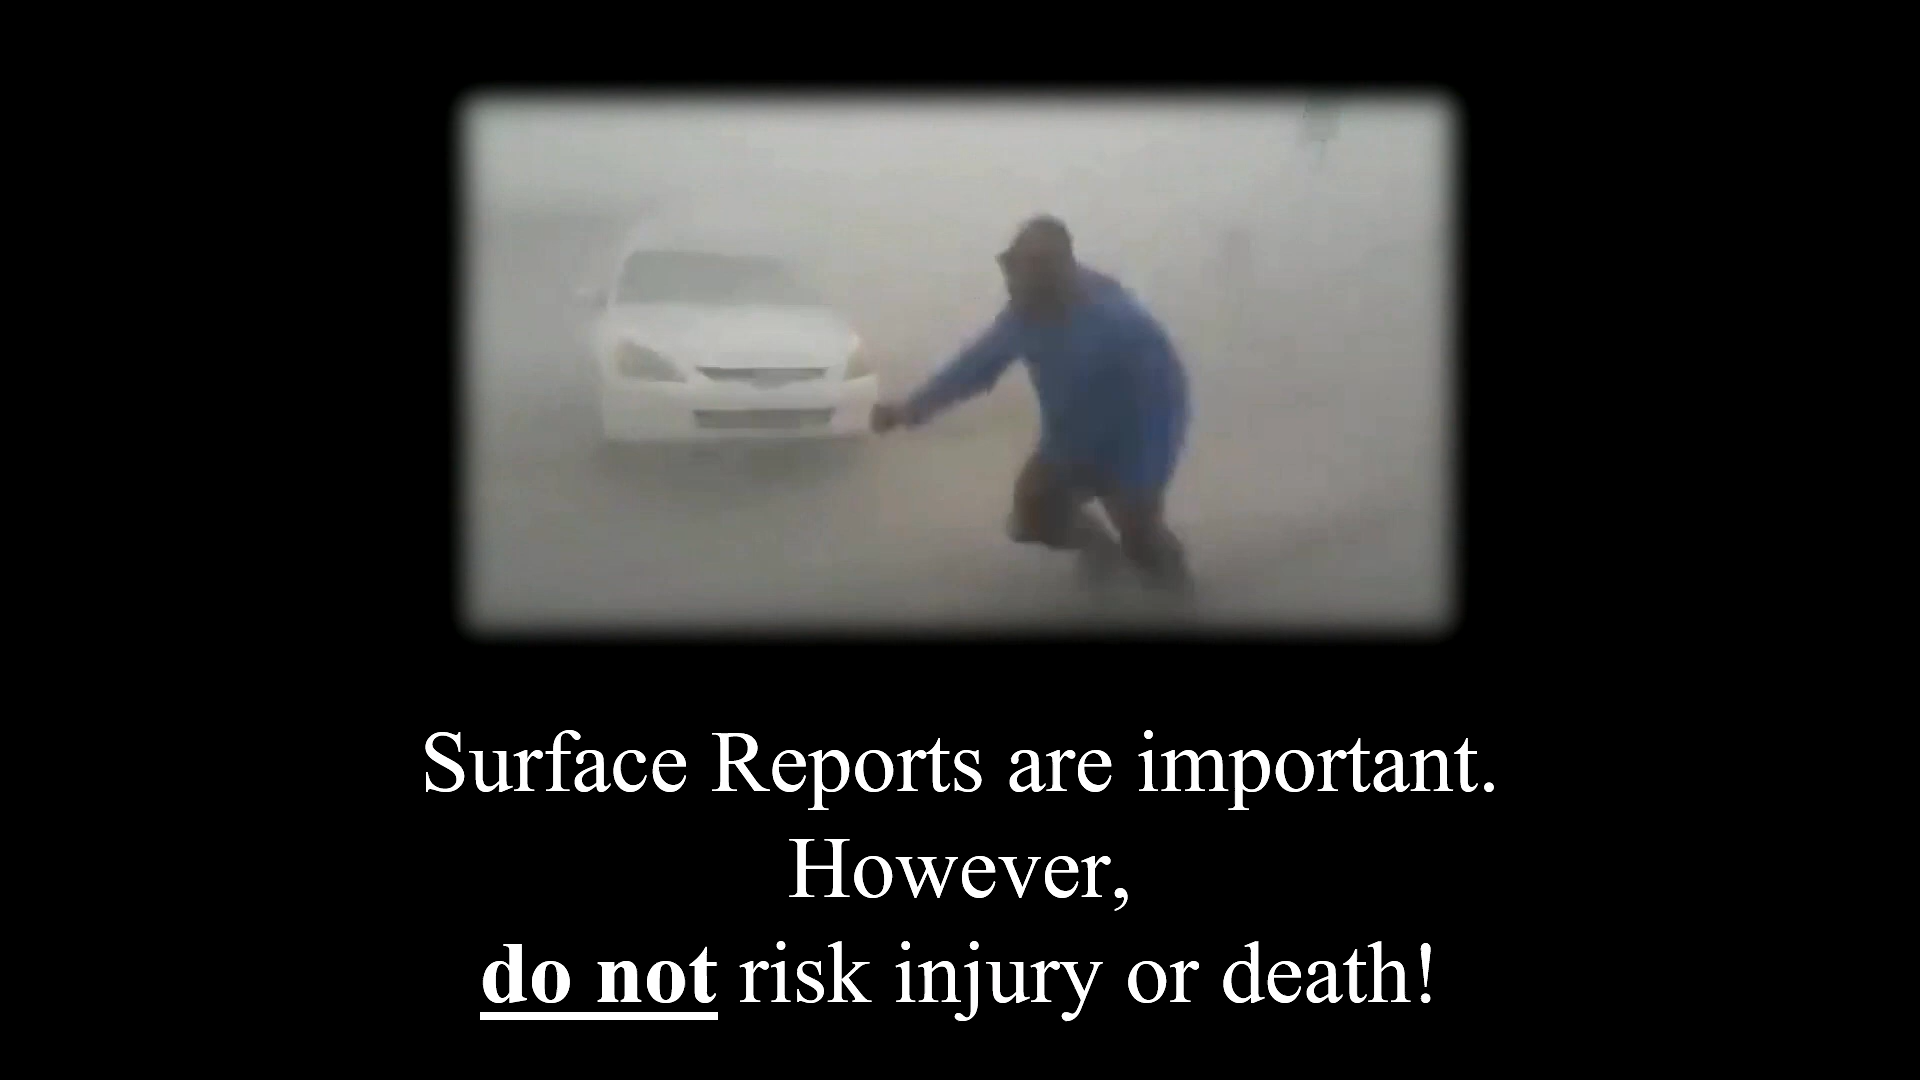 Surface Reports are important.
However,
do not risk injury or death!